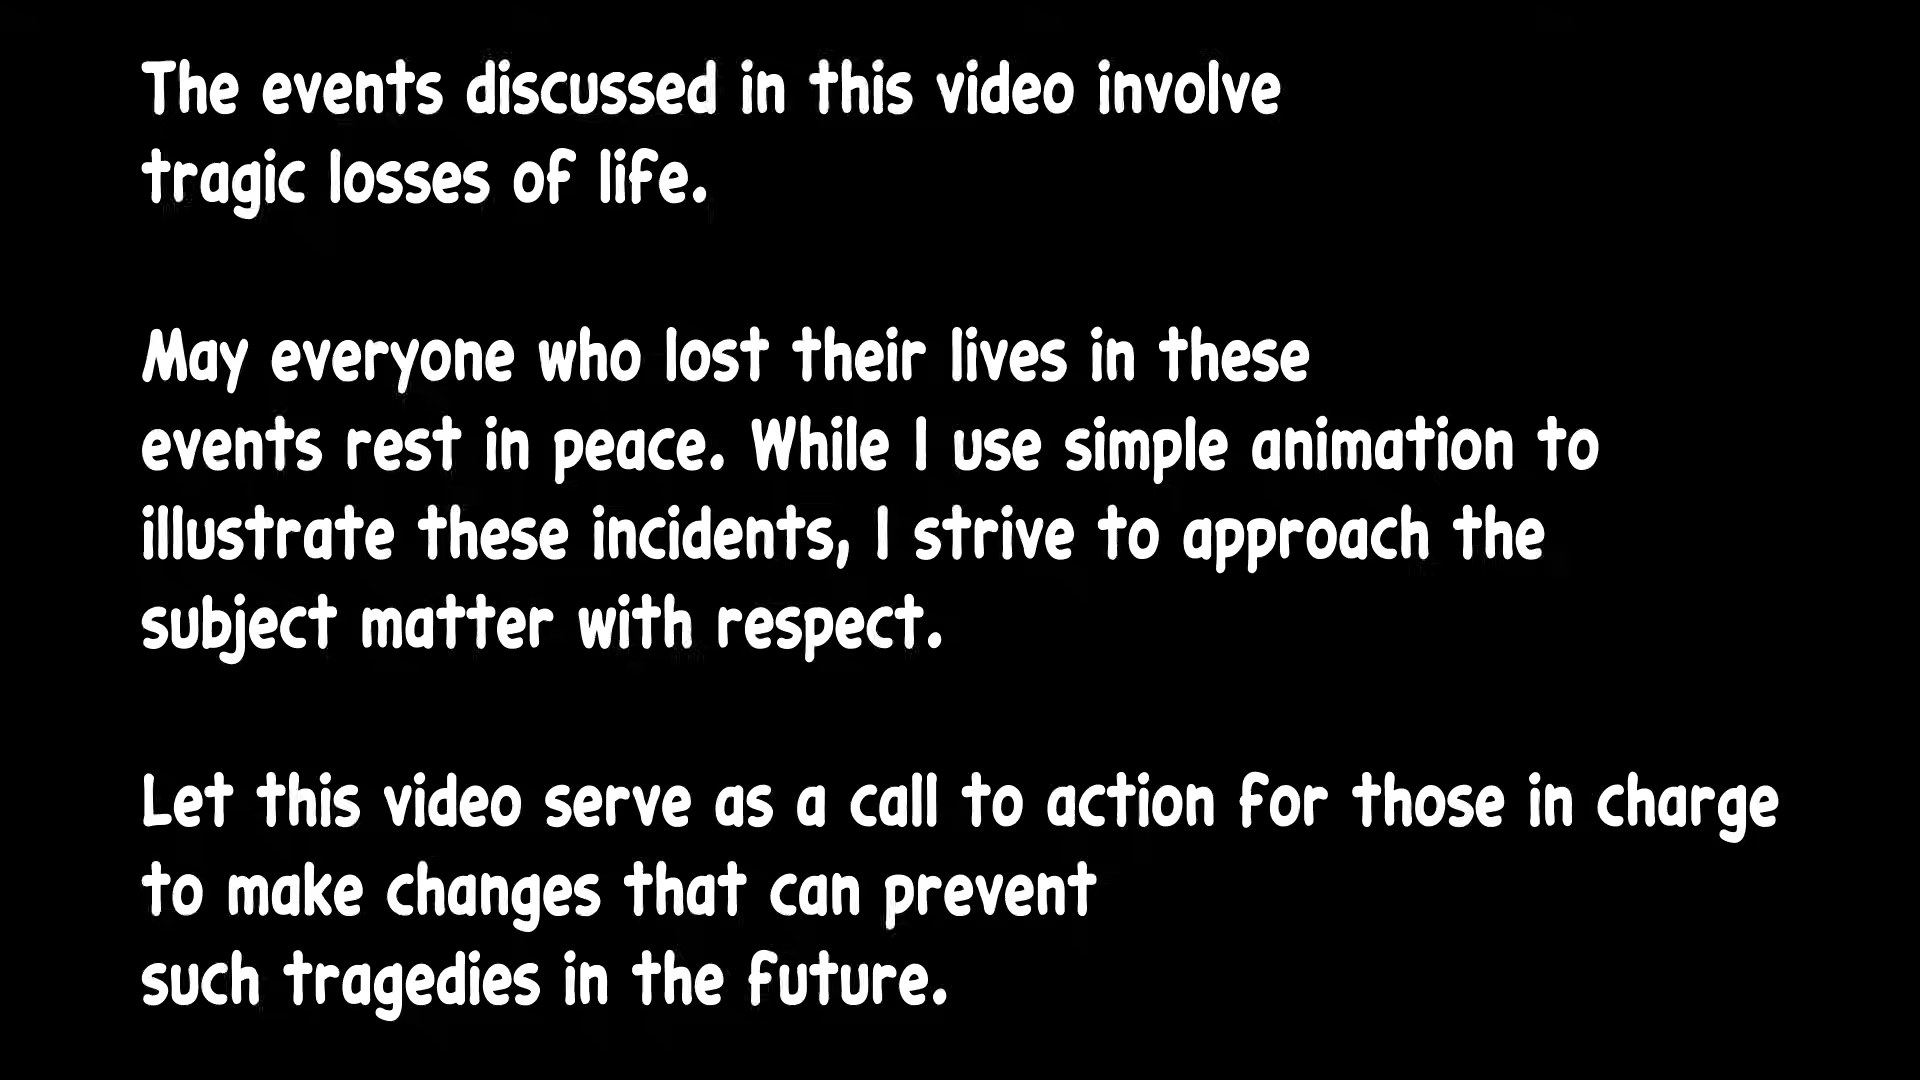 The events discussed in this video involve
tragic losses of life.
May everyone who lost their lives in these
events rest in peace. While I use simple animation to
illustrate these incidents, I strive to approach the
subject matter with respect.
Let this video serve as a call to action for those in charge
to make changes that can prevent
such tragedies in the future.